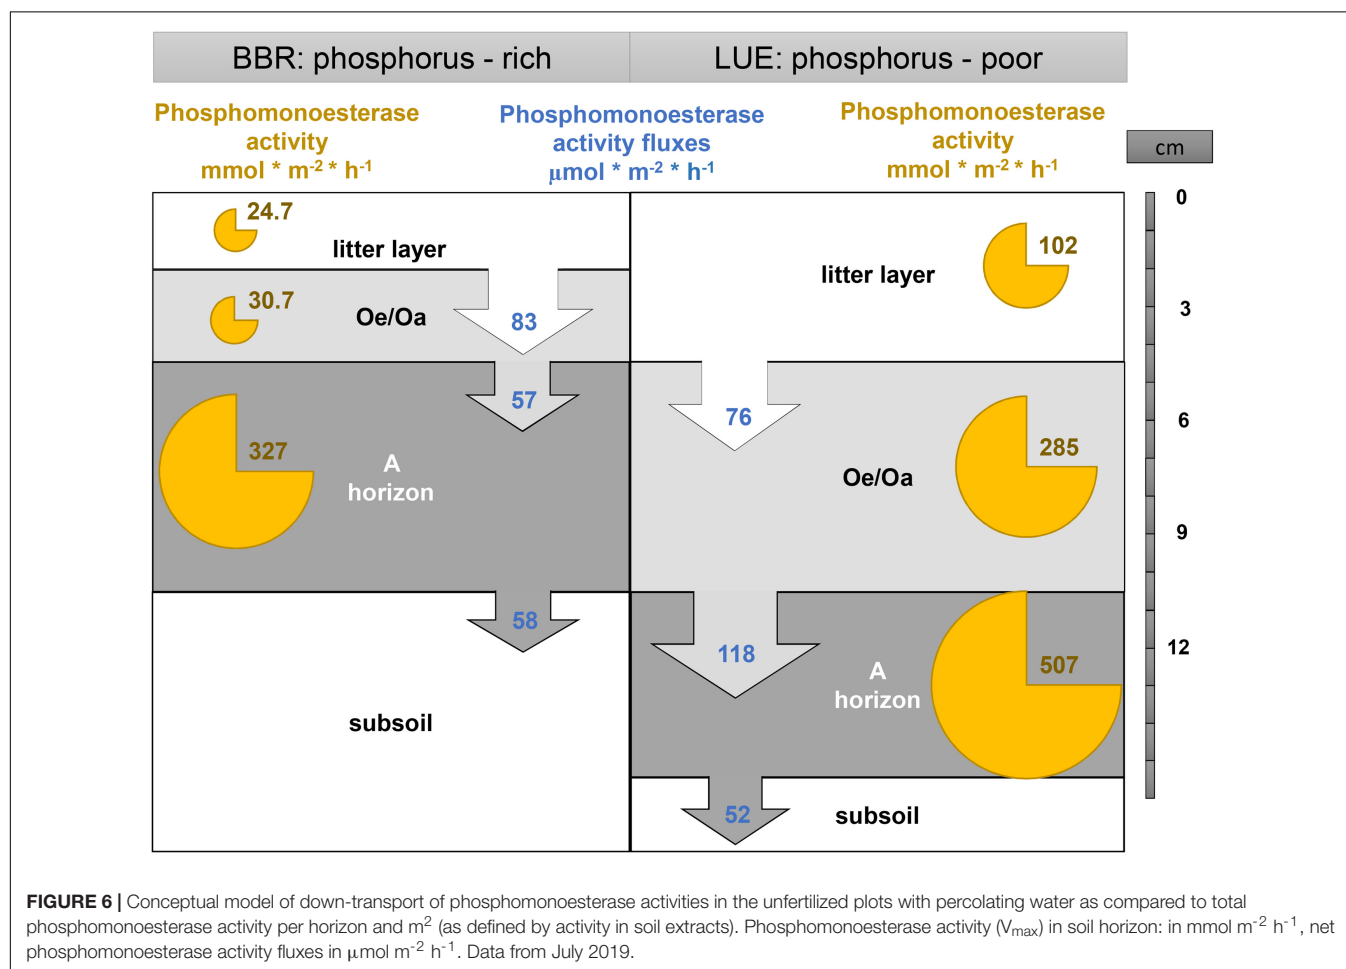 BBR: phosphorus - rich
LUE: phosphorus - poor
Phosphomonoesterase
activity
mmol * m-2 * h-1
Phosphomonoesterase
activity fluxes
µmol * m-2 * h-1
Phosphomonoesterase
activity
mmol * m-2 * h-1
cm
24.7
litter layer
30.7
Oe/Oa
83
57
327
A
horizon
58
subsoil
102
litter layer
76
285
Oe/Oa
118
507
A
horizon
52
subsoil
0
3
6
9
12
FIGURE 6 | Conceptual model of down-transport of phosphomonoesterase activities in the unfertilized plots with percolating water as compared to total
phosphomonoesterase activity per horizon and m2 (as defined by activity in soil extracts). Phosphomonoesterase activity (Vmax) in soil horizon: in mmol m-2 h-1, net
phosphomonoesterase activity fluxes in µmol m-2 h-1. Data from July 2019.